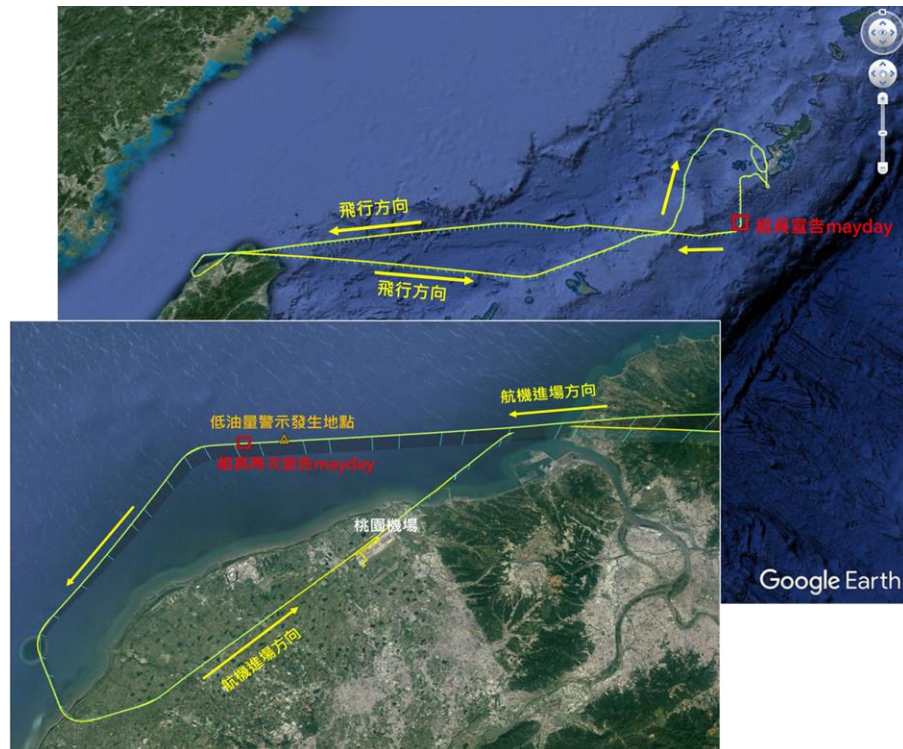 N
飛行方向
飛行方向
組員宣告mayday
航機進場方向
低油量警示發生地點
組員再次宣告mayday
桃園機場
航機進場方向
Google Earth